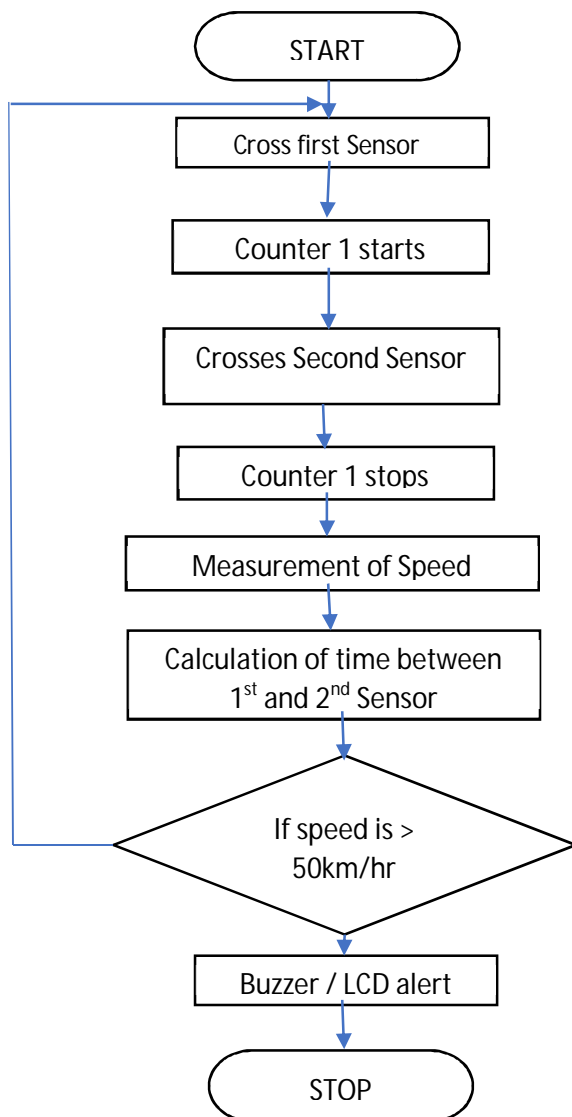 START
Cross first Sensor
Counter 1 starts
Crosses Second Sensor
Counter 1 stops
Measurement of Speed
Calculation of time between
1st and 2nd Sensor
If speed is >
50km/hr
Buzzer / LCD alert
STOP